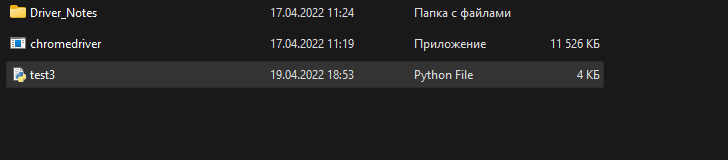 Driver_Notes 17.04.2022 11:24 Папка с файлами
chromedriver 17.04.2022 11:19 Приложение 11 526 КБ
test3 19.04.2022 18:53 Python File 4 КБ